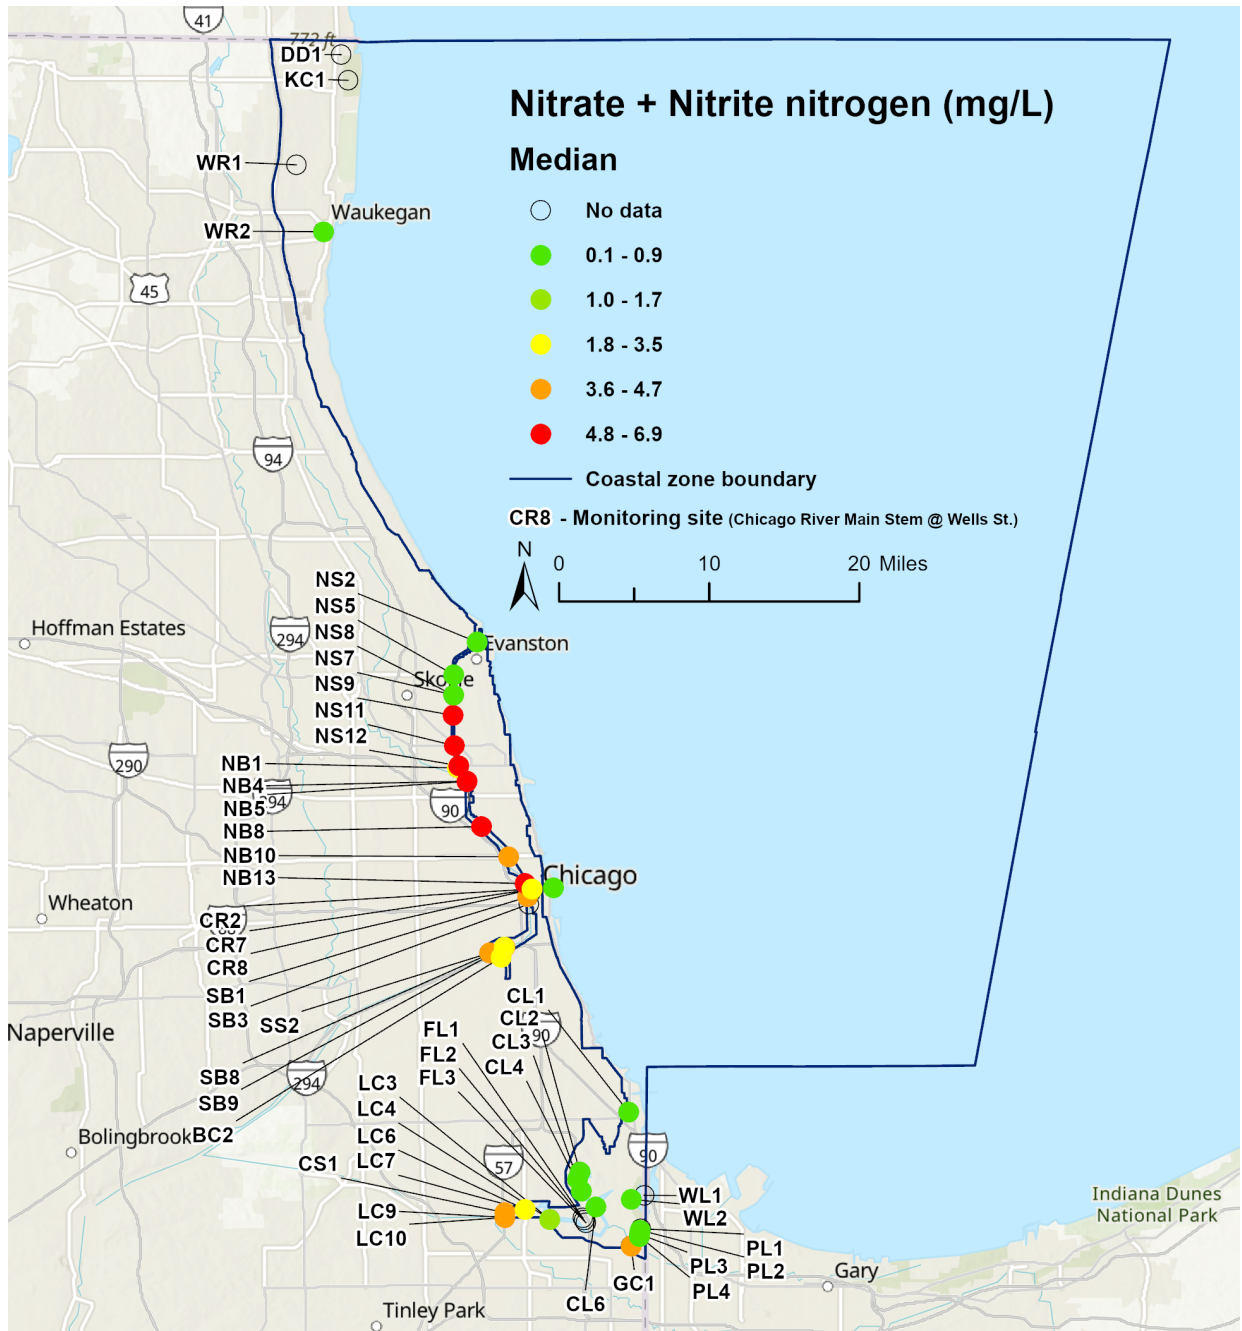 41
772 ft
DD1
KC1
Nitrate + Nitrite nitrogen (mg/L)
Median
WR1
No data
Waukegan
WR2
0.1 - 0.9
45
1.0 - 1.7
1.8 - 3.5
3.6 - 4.7
4.8 - 6.9
94
Coastal zone boundary
CR8 - Monitoring site (Chicago River Main Stem @ Wells St.)
N
0 10 20 Miles
NS2
NS5
NS8
NS7
NS9
NS11
NS12
Hoffman Estates
294
Evanston
Skokie
290
NB1
NB4
NB5
294
90
NB8
NB10
NB13
Chicago
Wheaton
CR2
CR7
CR8
SB1
SB3
SS2
Naperville
CL1
CL2
CL3
CL4
90
FL1
FL2
FL3
294
SB8
SB9
BC2
Bolingbrook
LC3
LC4
LC6
LC7
CS1
57
90
LC9
LC10
WL1
WL2
Indiana Dunes
National Park
PL1
PL2
PL3
PL4
GC1
CL6
Gary
Tinley Park